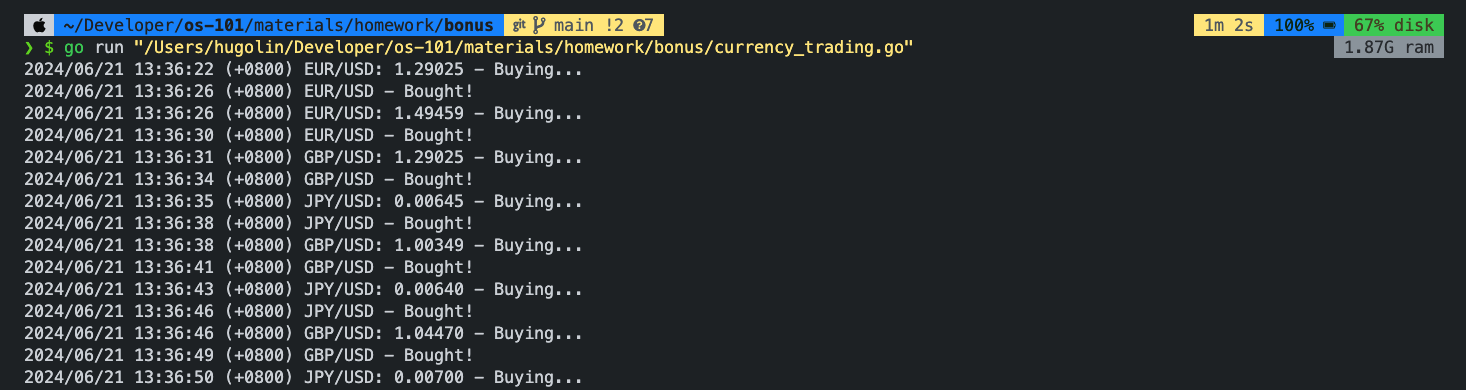 ~/Developer/os-101/materials/homework/bonus git main !2 ?7 1m 2s 100% 67% disk
❯ $ go run "/Users/hugolin/Developer/os-101/materials/homework/bonus/currency_trading.go" 1.87G ram
2024/06/21 13:36:22 (+0800) EUR/USD: 1.29025 - Buying...
2024/06/21 13:36:26 (+0800) EUR/USD - Bought!
2024/06/21 13:36:26 (+0800) EUR/USD: 1.49459 - Buying...
2024/06/21 13:36:30 (+0800) EUR/USD - Bought!
2024/06/21 13:36:31 (+0800) GBP/USD: 1.29025 - Buying...
2024/06/21 13:36:34 (+0800) GBP/USD - Bought!
2024/06/21 13:36:35 (+0800) JPY/USD: 0.00645 - Buying...
2024/06/21 13:36:38 (+0800) JPY/USD - Bought!
2024/06/21 13:36:38 (+0800) GBP/USD: 1.00349 - Buying...
2024/06/21 13:36:41 (+0800) GBP/USD - Bought!
2024/06/21 13:36:43 (+0800) JPY/USD: 0.00640 - Buying...
2024/06/21 13:36:46 (+0800) JPY/USD - Bought!
2024/06/21 13:36:46 (+0800) GBP/USD: 1.04470 - Buying...
2024/06/21 13:36:49 (+0800) GBP/USD - Bought!
2024/06/21 13:36:50 (+0800) JPY/USD: 0.00700 - Buying...